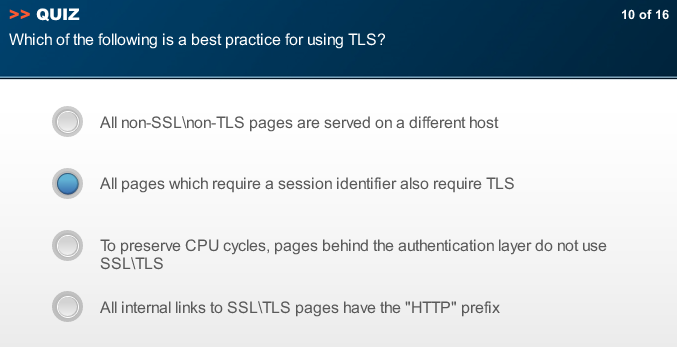 >> QUIZ
10 of 16
Which of the following is a best practice for using TLS?
All non-SSL\non-TLS pages are served on a different host
All pages which require a session identifier also require TLS
To preserve CPU cycles, pages behind the authentication layer do not use
SSL\TLS
All internal links to SSL\TLS pages have the "HTTP" prefix